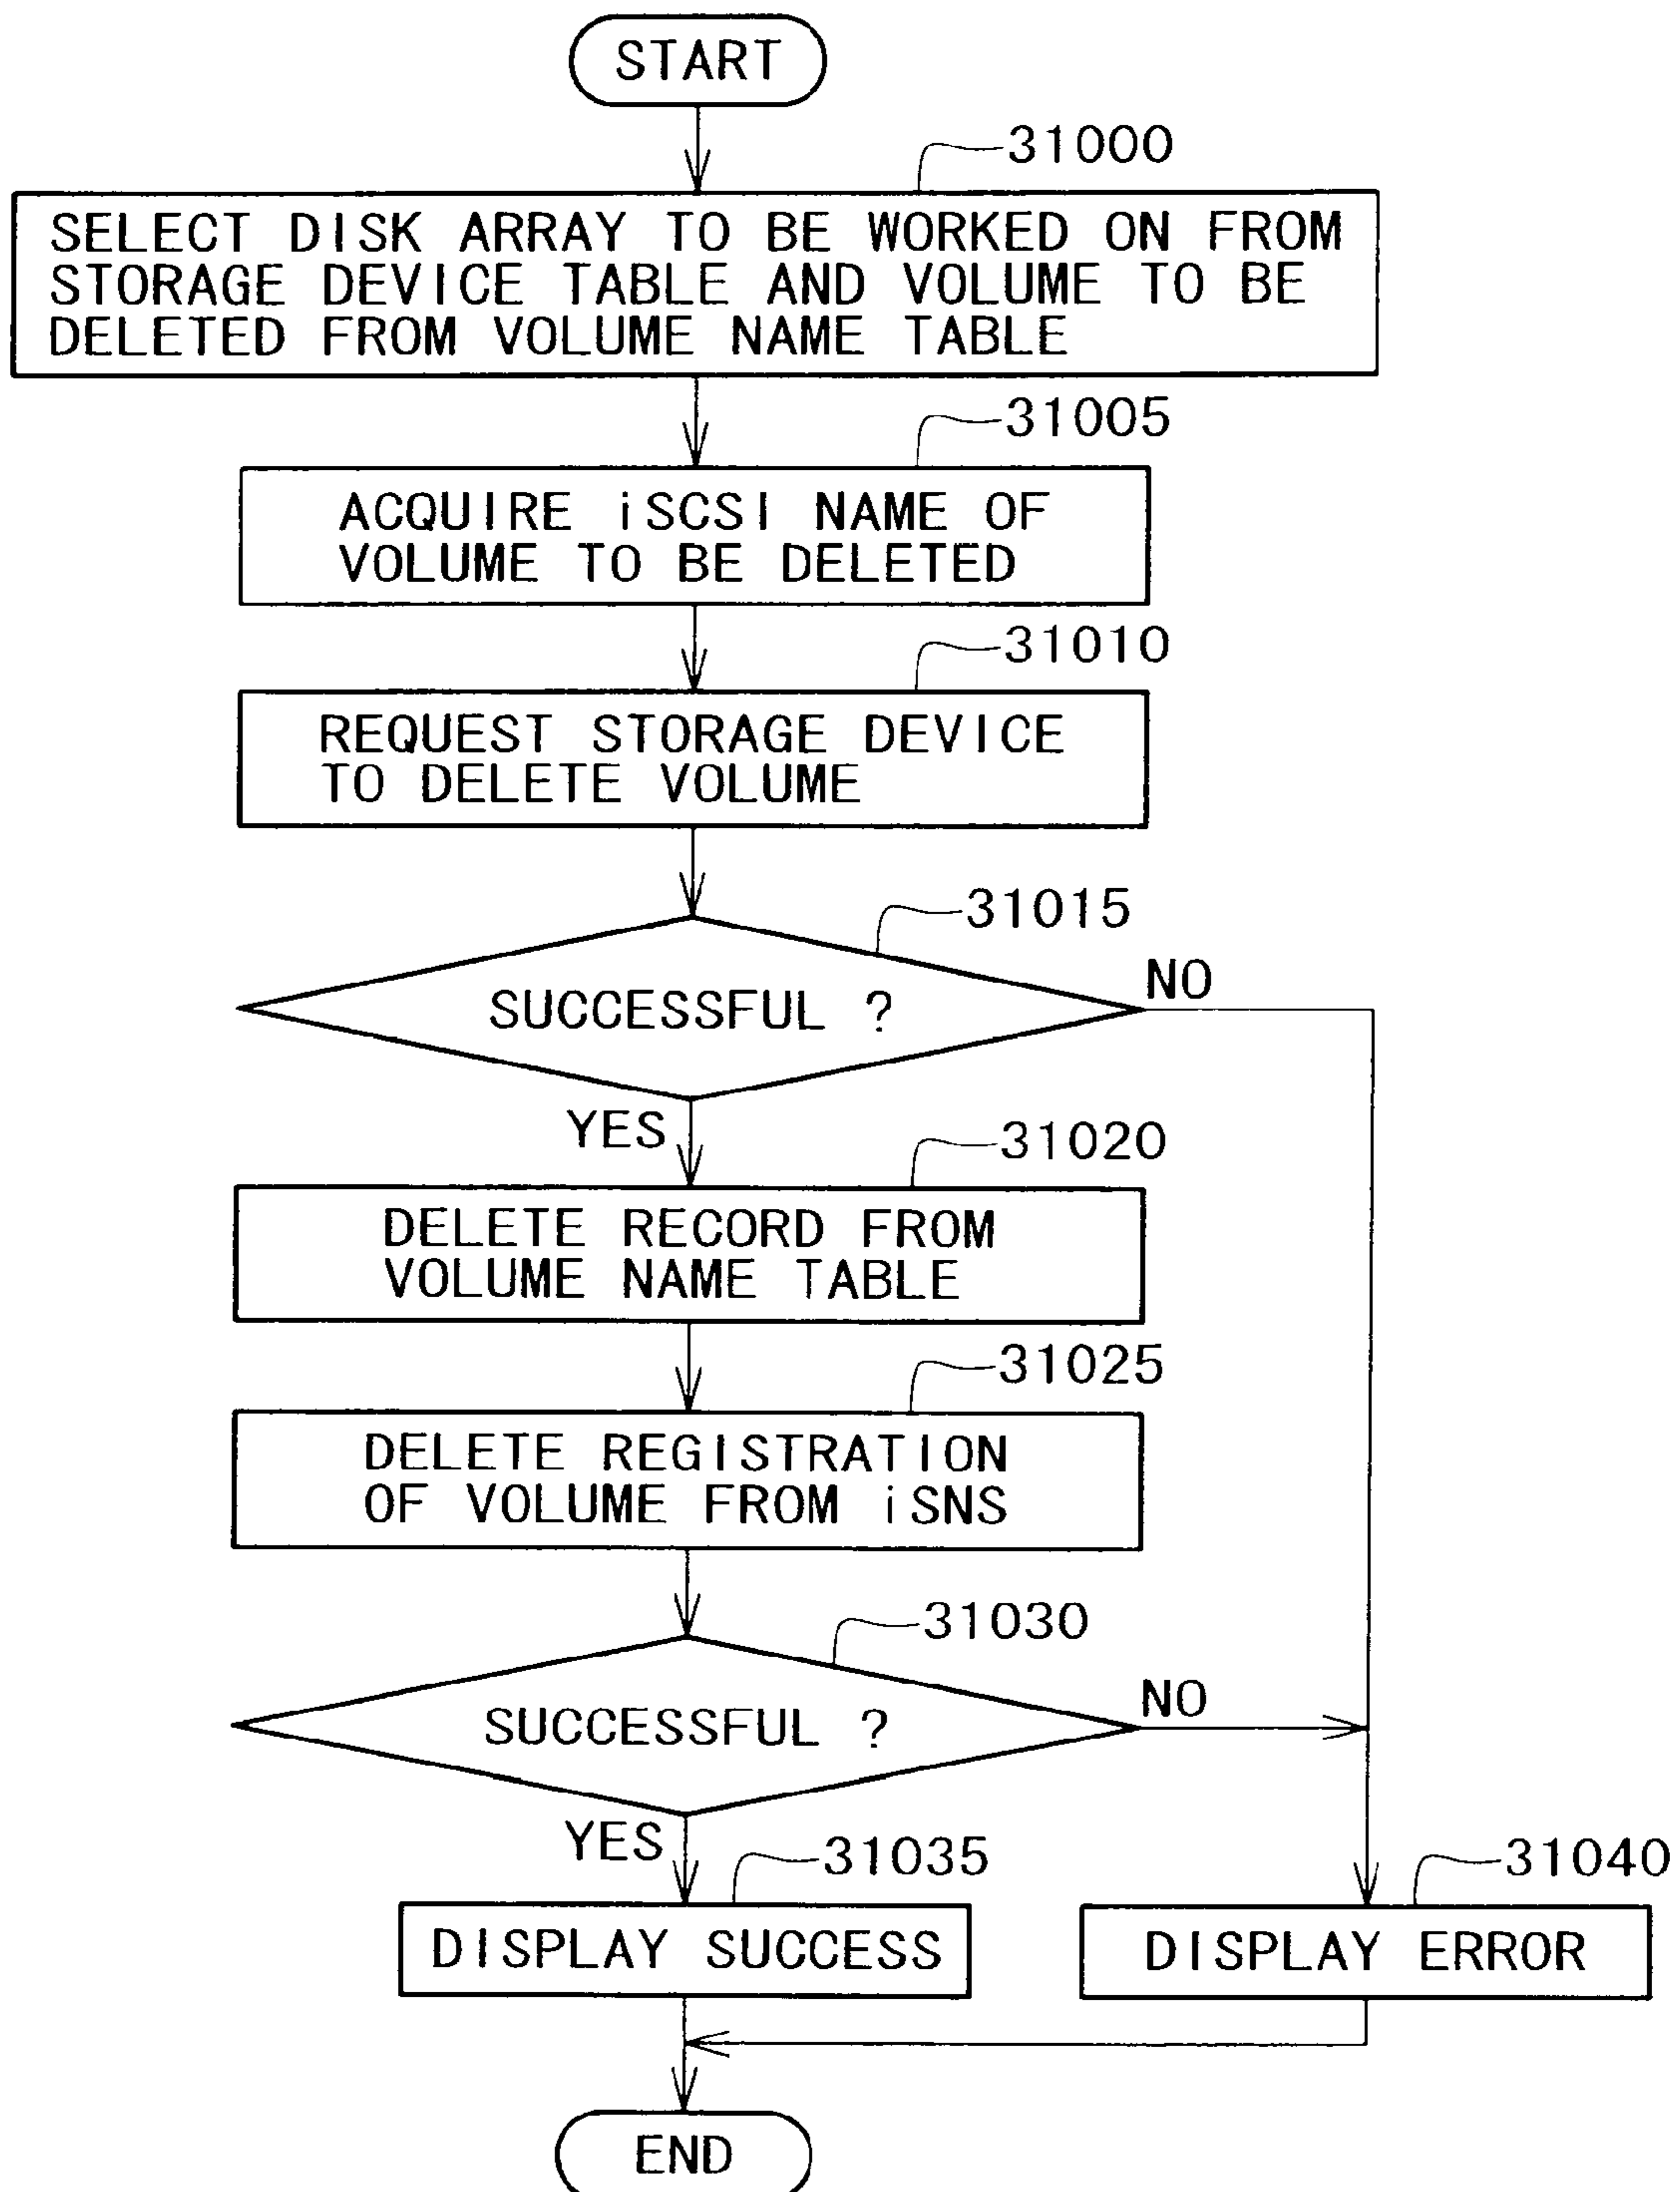 START
31000
SELECT DISK ARRAY TO BE WORKED ON FROM
STORAGE DEVICE TABLE AND VOLUME TO BE
DELETED FROM VOLUME NAME TABLE
31005
ACQUIRE iSCSI NAME OF
VOLUME TO BE DELETED
31010
REQUEST STORAGE DEVICE
TO DELETE VOLUME
31015
SUCCESSFUL ?
NO
YES
31020
DELETE RECORD FROM
VOLUME NAME TABLE
31025
DELETE REGISTRATION
OF VOLUME FROM iSNS
31030
SUCCESSFUL ?
NO
YES
31035
DISPLAY SUCCESS
31040
DISPLAY ERROR
END